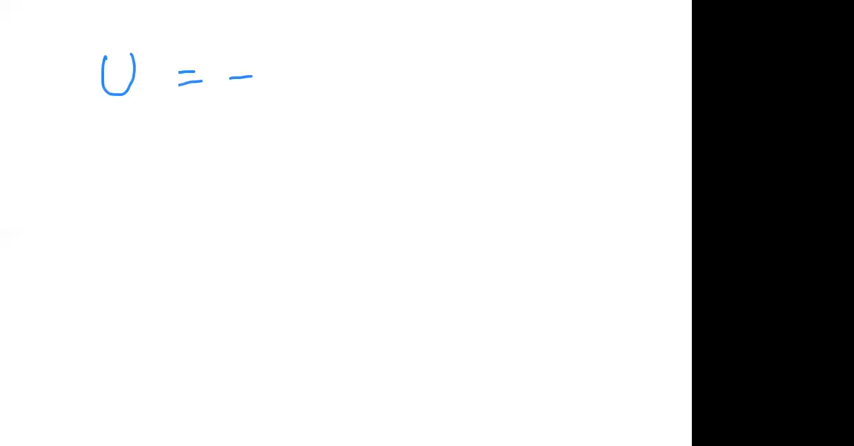 U = -